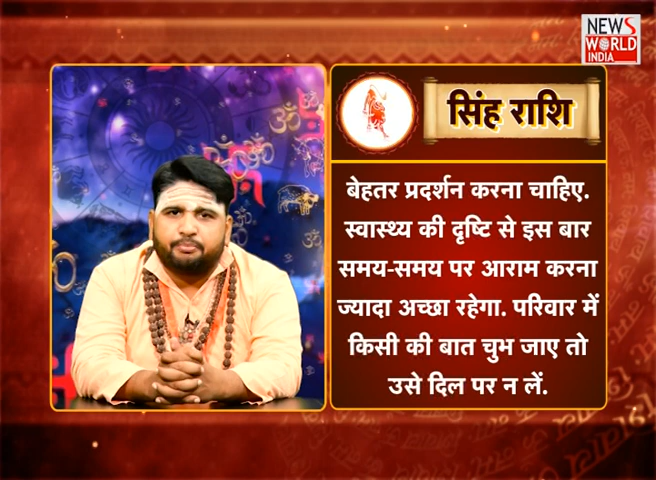 NEWS
WORLD
INDIA
सिंह राशि
बेहतर प्रदर्शन करना चाहिए.
स्वास्थ्य की दृष्टि से इस बार
समय-समय पर आराम करना
ज्यादा अच्छा रहेगा. परिवार में
किसी की बात चुभ जाए तो
उसे दिल पर न लें.